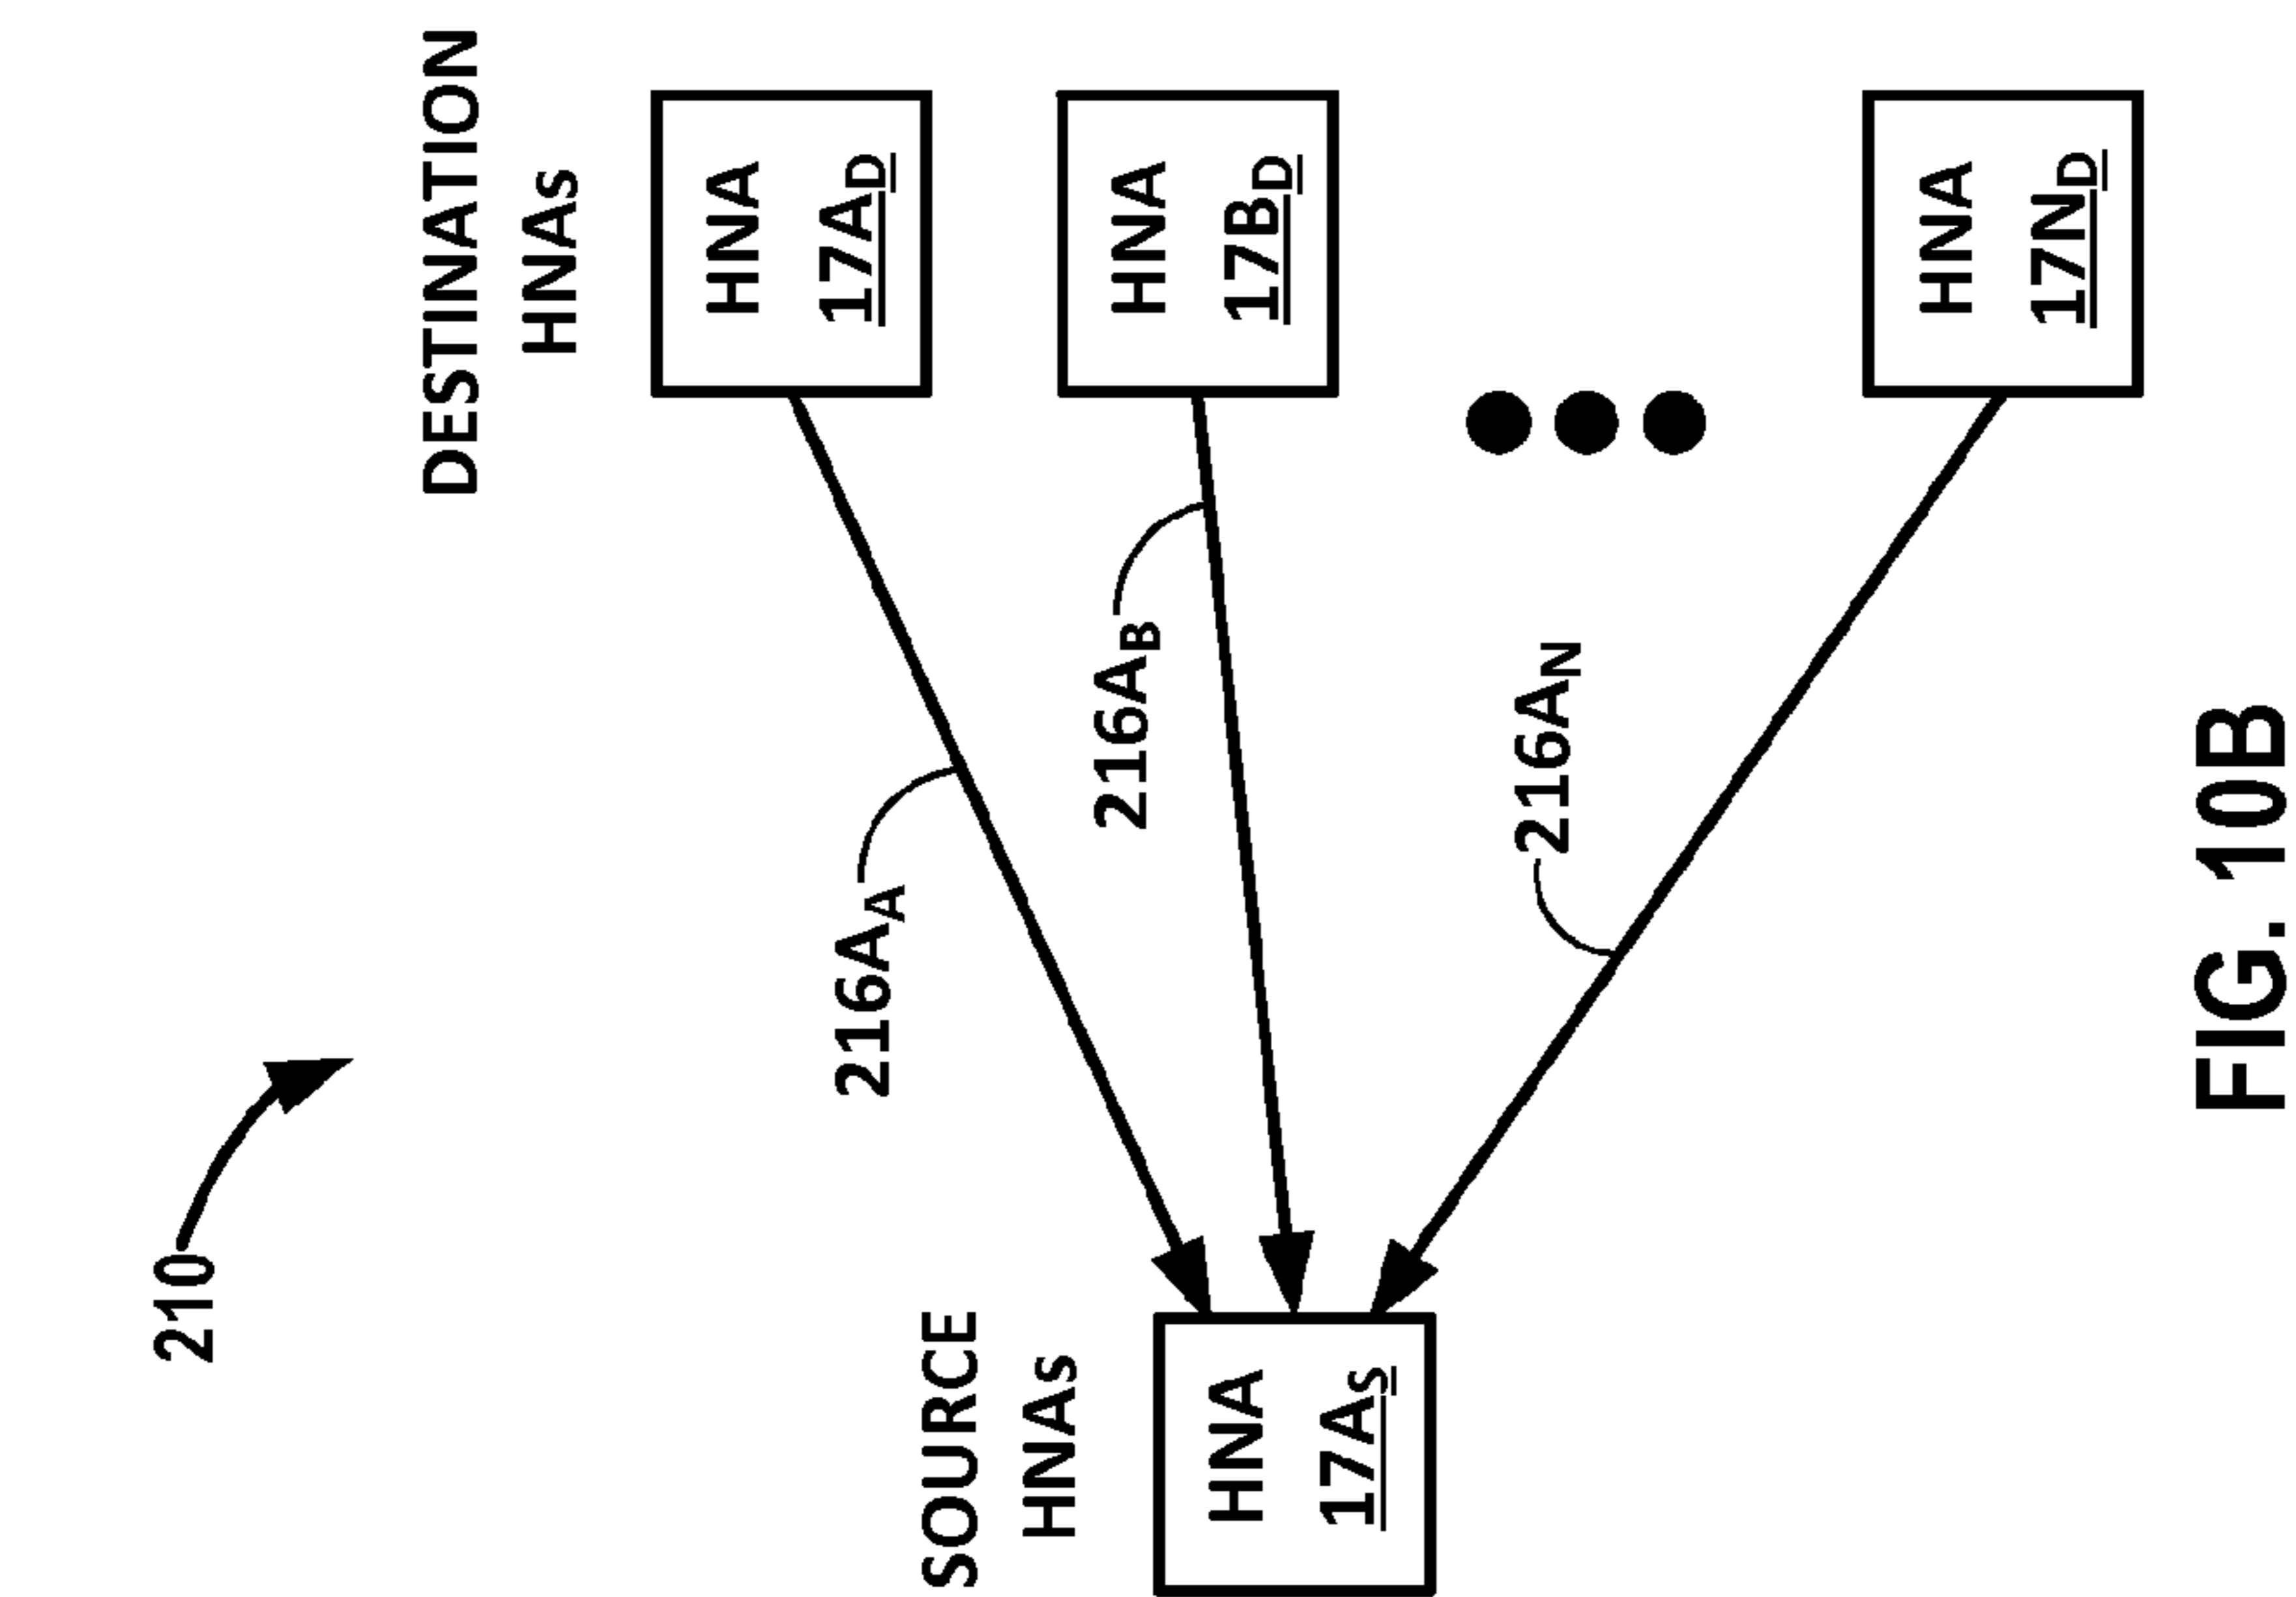 210
DESTINATION
HNAs
SOURCE
HNAs
HNA
17AD
216AA
HNA
17BD
216AB
HNA
17AS
216AN
HNA
17ND
FIG. 10B